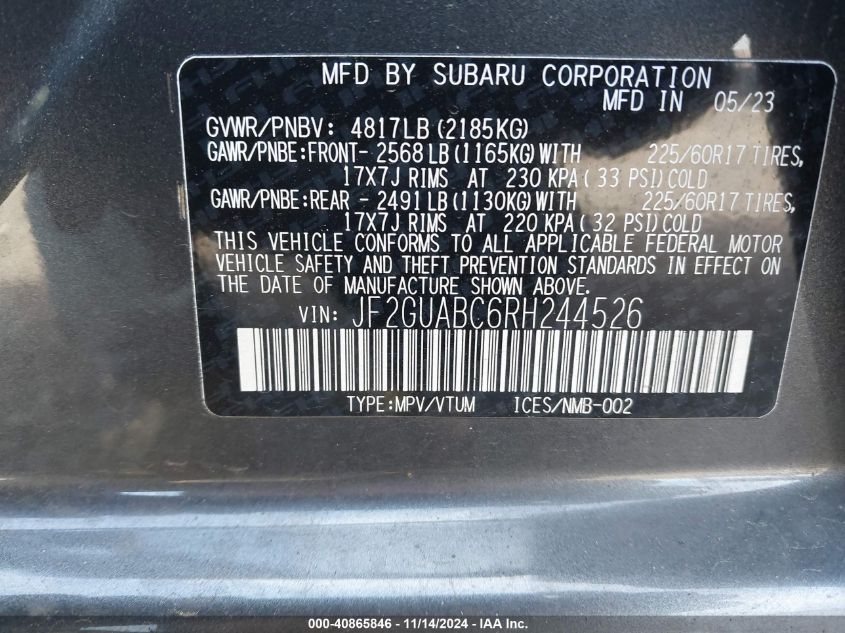 MFD BY SUBARU CORPORATION
MFD IN 05/23
GVWR/PNBV: 4817LB(2185KG)
GAWR/PNBE:FRONT-2568LB(1165KG)WITH 225/60R17 TIRES,
17X7J RIMS AT 230 KPA(33 PSI)COLD
GAWR/PNBE:REAR -2491LB(1130KG)WITH 225/60R17 TIRES,
17X7J RIMS AT 220 KPA(32 PSI)COLD
THIS VEHICLE CONFORMS TO ALL APPLICABLE FEDERAL MOTOR
VEHICLE SAFETY AND THEFT PREVENTION STANDARDS IN EFFECT ON
THE DATE OF MANUFACTURE SHOWN ABOVE.
VIN: JF2GUABC6RH244526
TYPE:MPV/VTUM ICES/NMB-002
000-40865846 - 11/14/2024 - IAA Inc.